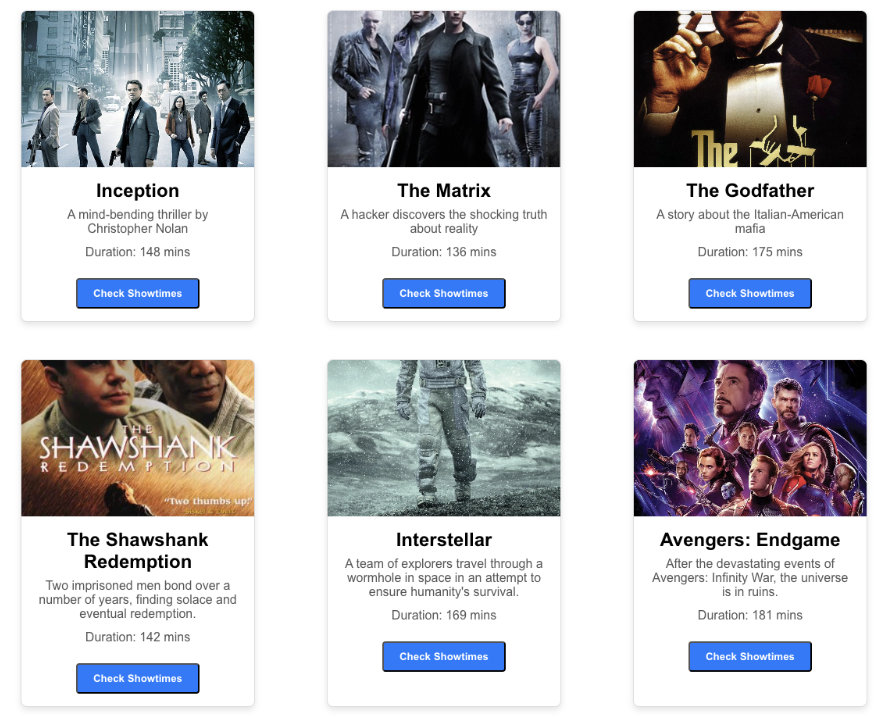 The
Inception
A mind-bending thriller by
Christopher Nolan
Duration: 148 mins
Check Showtimes
The Matrix
A hacker discovers the shocking truth
about reality
Duration: 136 mins
Check Showtimes
The Godfather
A story about the Italian-American
mafia
Duration: 175 mins
Check Showtimes
THE
SHAWSHANK
REDEMPTION
"Two thumbs up!"
The Shawshank
Redemption
Two imprisoned men bond over a
number of years, finding solace and
eventual redemption.
Duration: 142 mins
Check Showtimes
Interstellar
A team of explorers travel through a
wormhole in space in an attempt to
ensure humanity's survival.
Duration: 169 mins
Check Showtimes
Avengers: Endgame
After the devastating events of
Avengers: Infinity War, the universe
is in ruins.
Duration: 181 mins
Check Showtimes